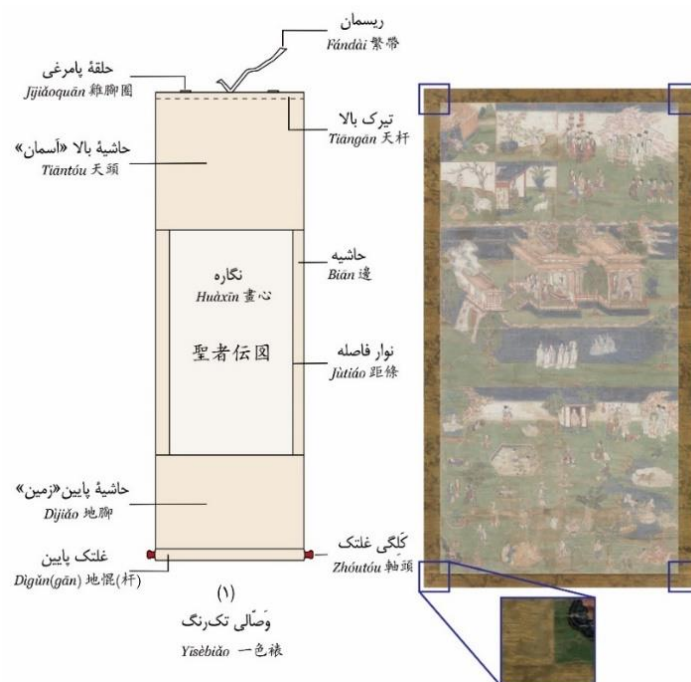 ریسمان
Fándài 繁帶
حلقهٔ پامرغی
Jījiǎoquān 雞腳圈
تیرک بالا
Tiāngān 天杆
حاشیهٔ بالا «آسمان»
Tiāntóu 天頭
حاشیه
Biān 邊
نگاره
Huàxīn 畫心
聖者伝図
نوار فاصله
Jùtiáo 距條
حاشیهٔ پایین«زمین»
Dìjiǎo 地腳
غلتک پایین
Dìgǔn(gān) 地棍(杆)
کَلِگی غلتک
Zhóutóu 軸頭
(۱)
وَصّالی تک‌رنگ
Yīsèbiǎo 一色裱